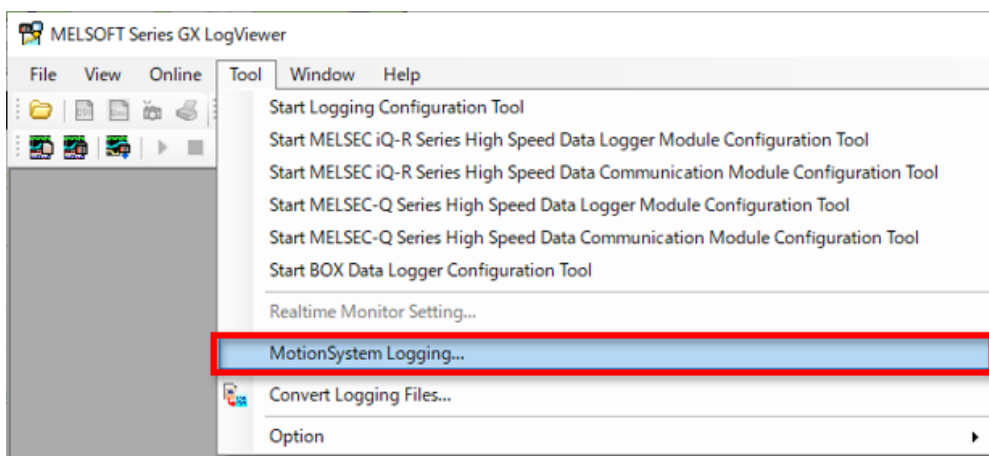 MELSOFT Series GX LogViewer
File View Online Tool Window Help
Start Logging Configuration Tool
Start MELSEC iQ-R Series High Speed Data Logger Module Configuration Tool
Start MELSEC iQ-R Series High Speed Data Communication Module Configuration Tool
Start MELSEC-Q Series High Speed Data Logger Module Configuration Tool
Start MELSEC-Q Series High Speed Data Communication Module Configuration Tool
Start BOX Data Logger Configuration Tool
Realtime Monitor Setting...
MotionSystem Logging...
Convert Logging Files...
Option